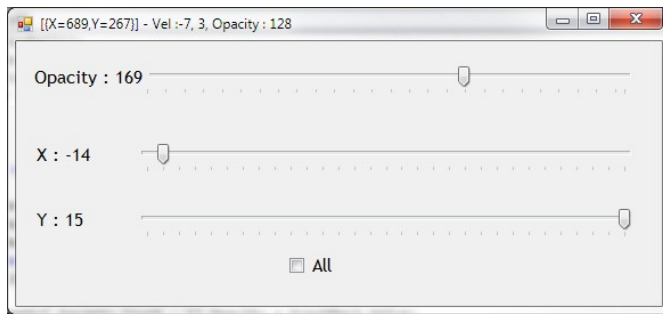 [{X=689,Y=267}] - Vel :-7, 3, Opacity : 128
Opacity : 169
X : -14
Y : 15
All